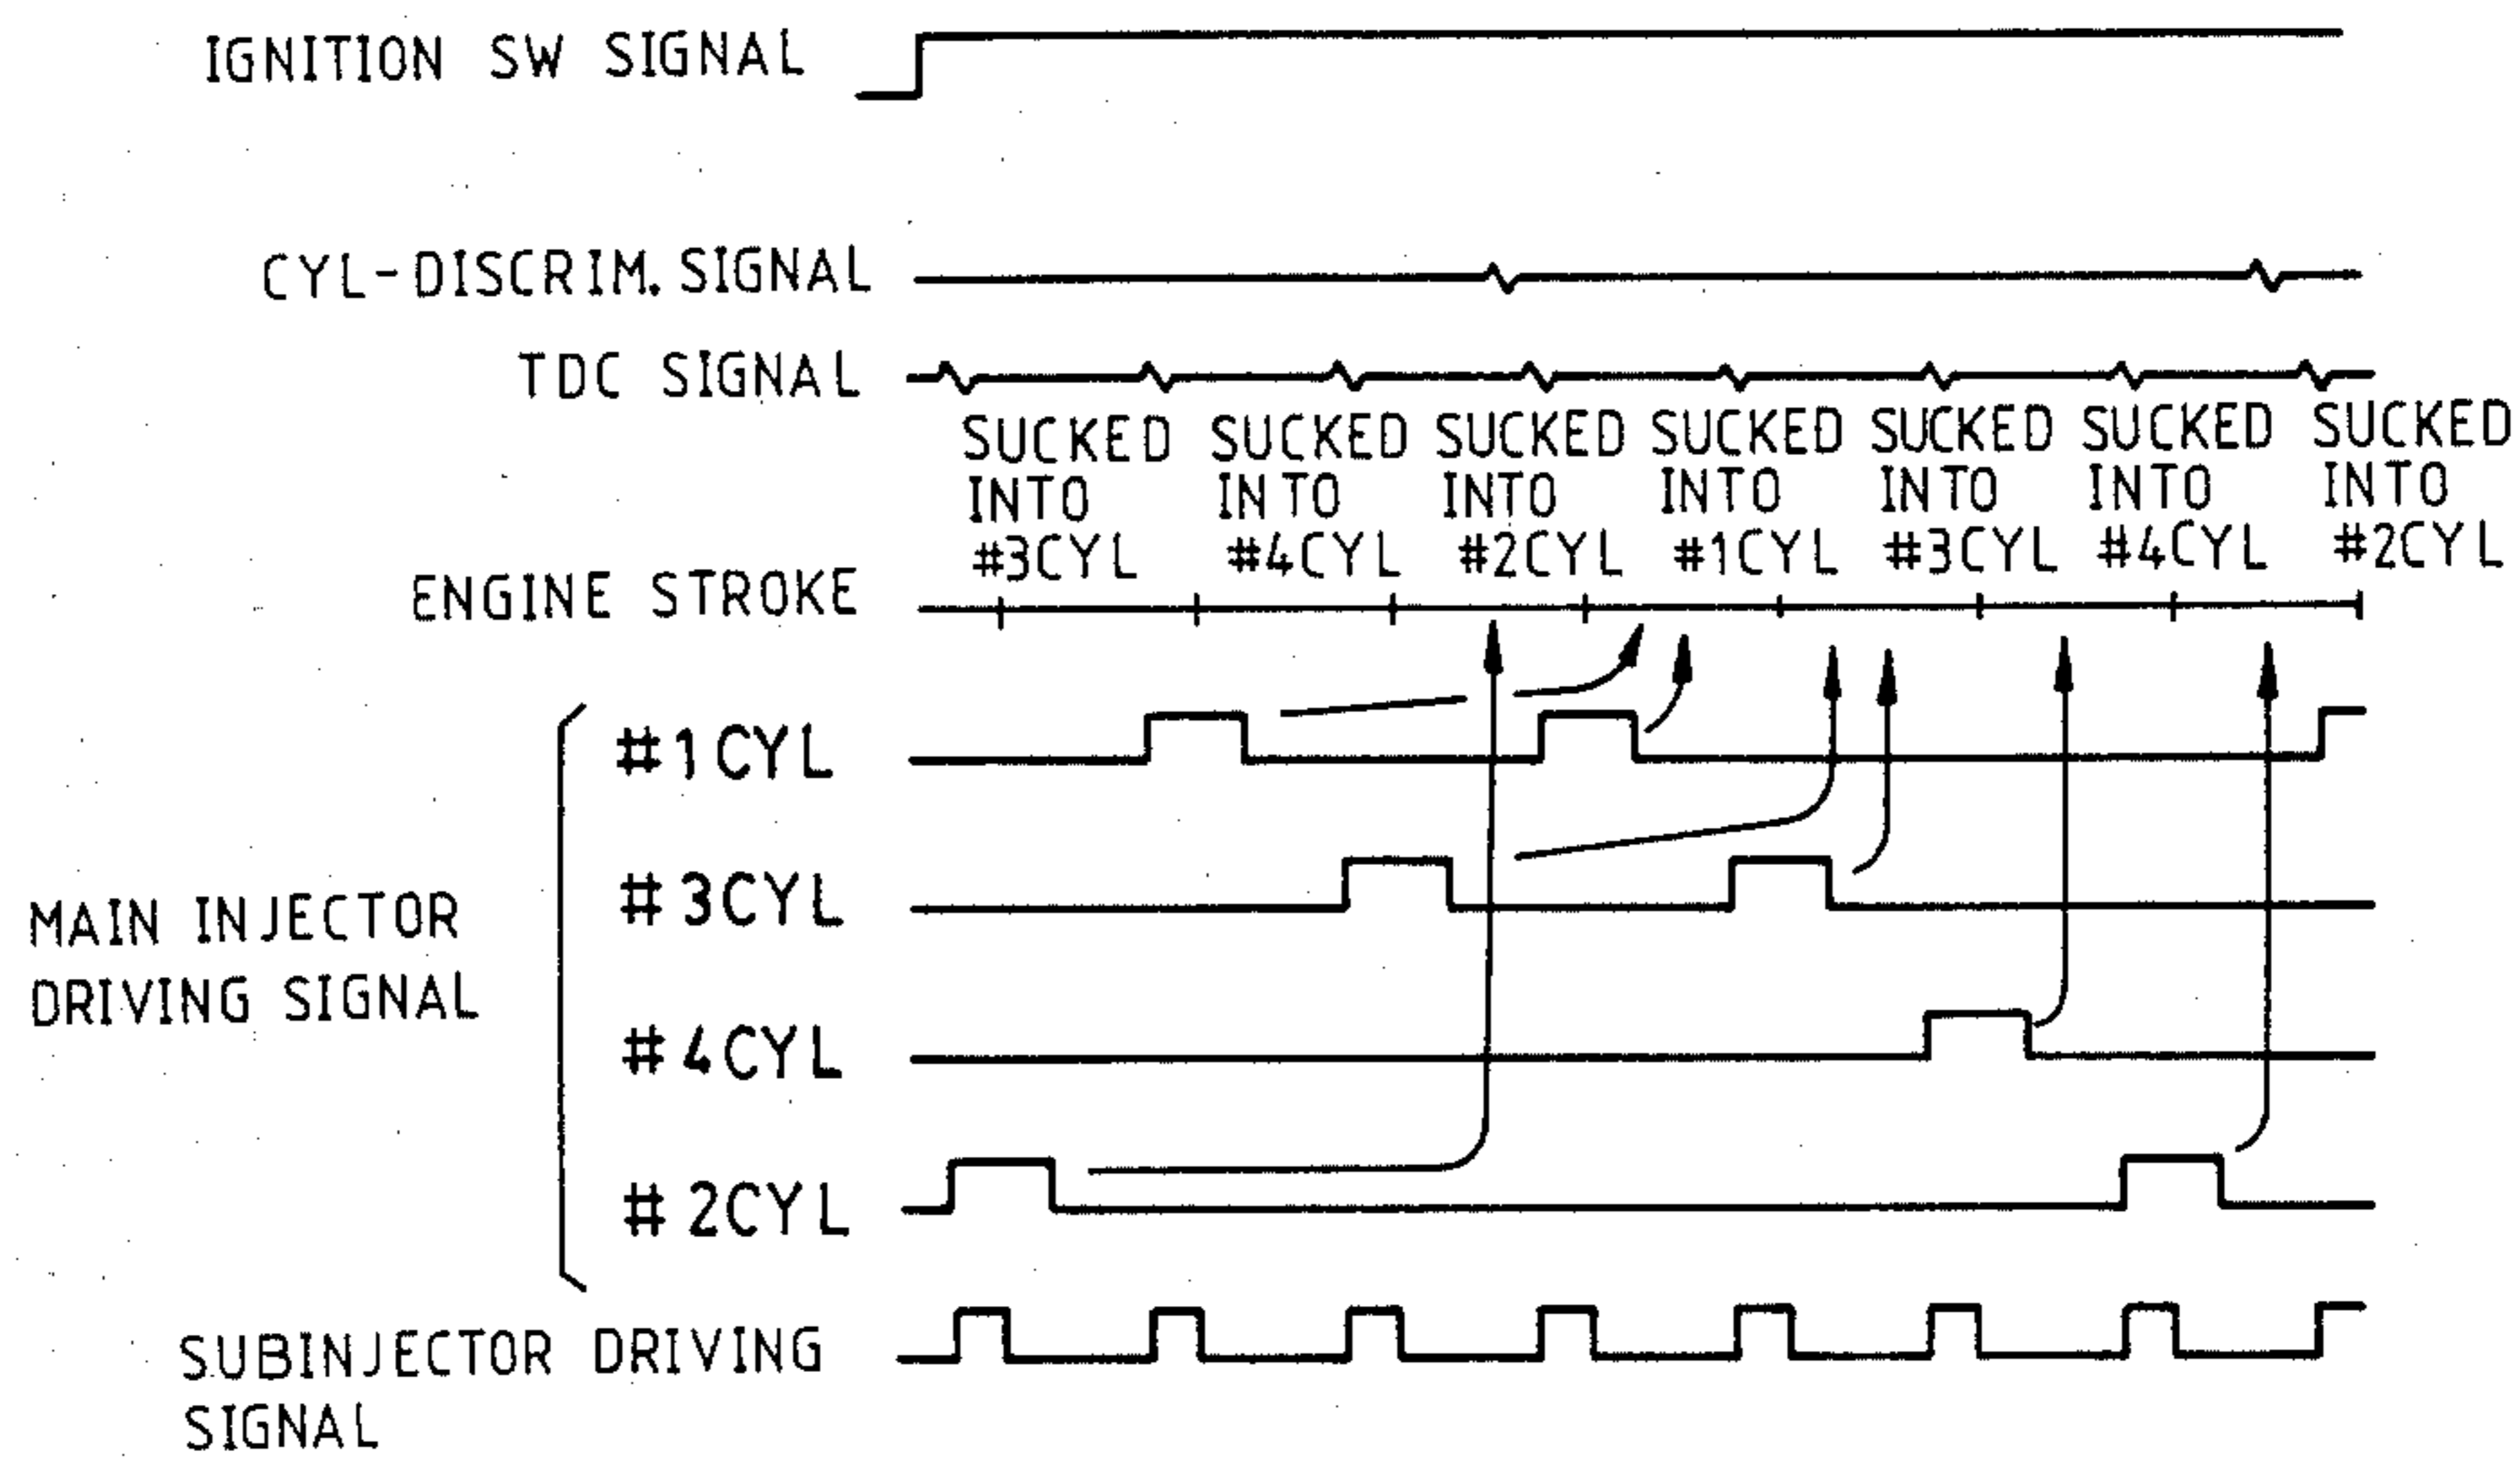 IGNITION SW SIGNAL
CYL-DISCRIM. SIGNAL
TDC SIGNAL
SUCKED INTO #3CYL
SUCKED INTO #4CYL
SUCKED INTO #2CYL
SUCKED INTO #1CYL
SUCKED INTO #3CYL
SUCKED INTO #4CYL
SUCKED INTO #2CYL
ENGINE STROKE
MAIN INJECTOR
DRIVING SIGNAL
#1CYL
#3CYL
#4CYL
#2CYL
SUBINJECTOR DRIVING
SIGNAL